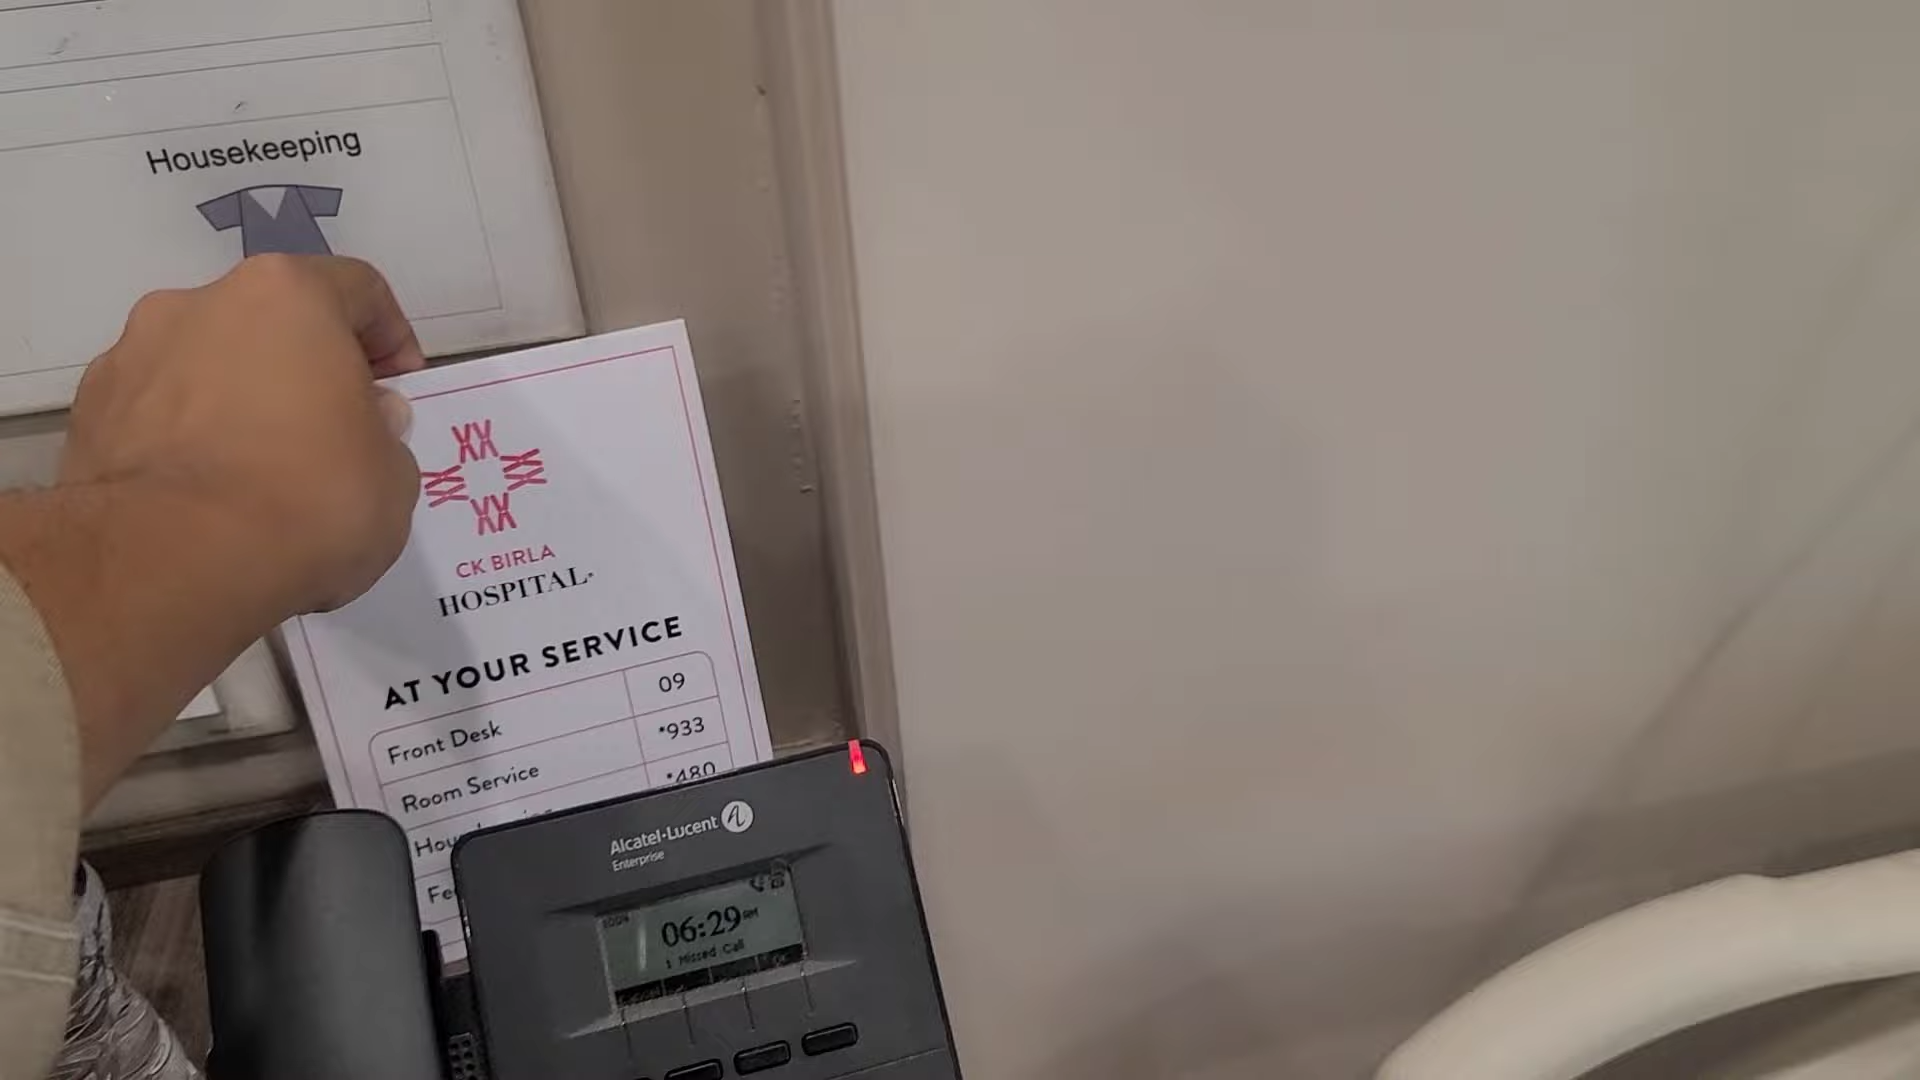 Housekeeping
CK BIRLA
HOSPITAL
AT YOUR SERVICE
Front Desk 09
Room Service *933
*480
Alcatel·Lucent
Enterprise
06:29
1 Missed Call